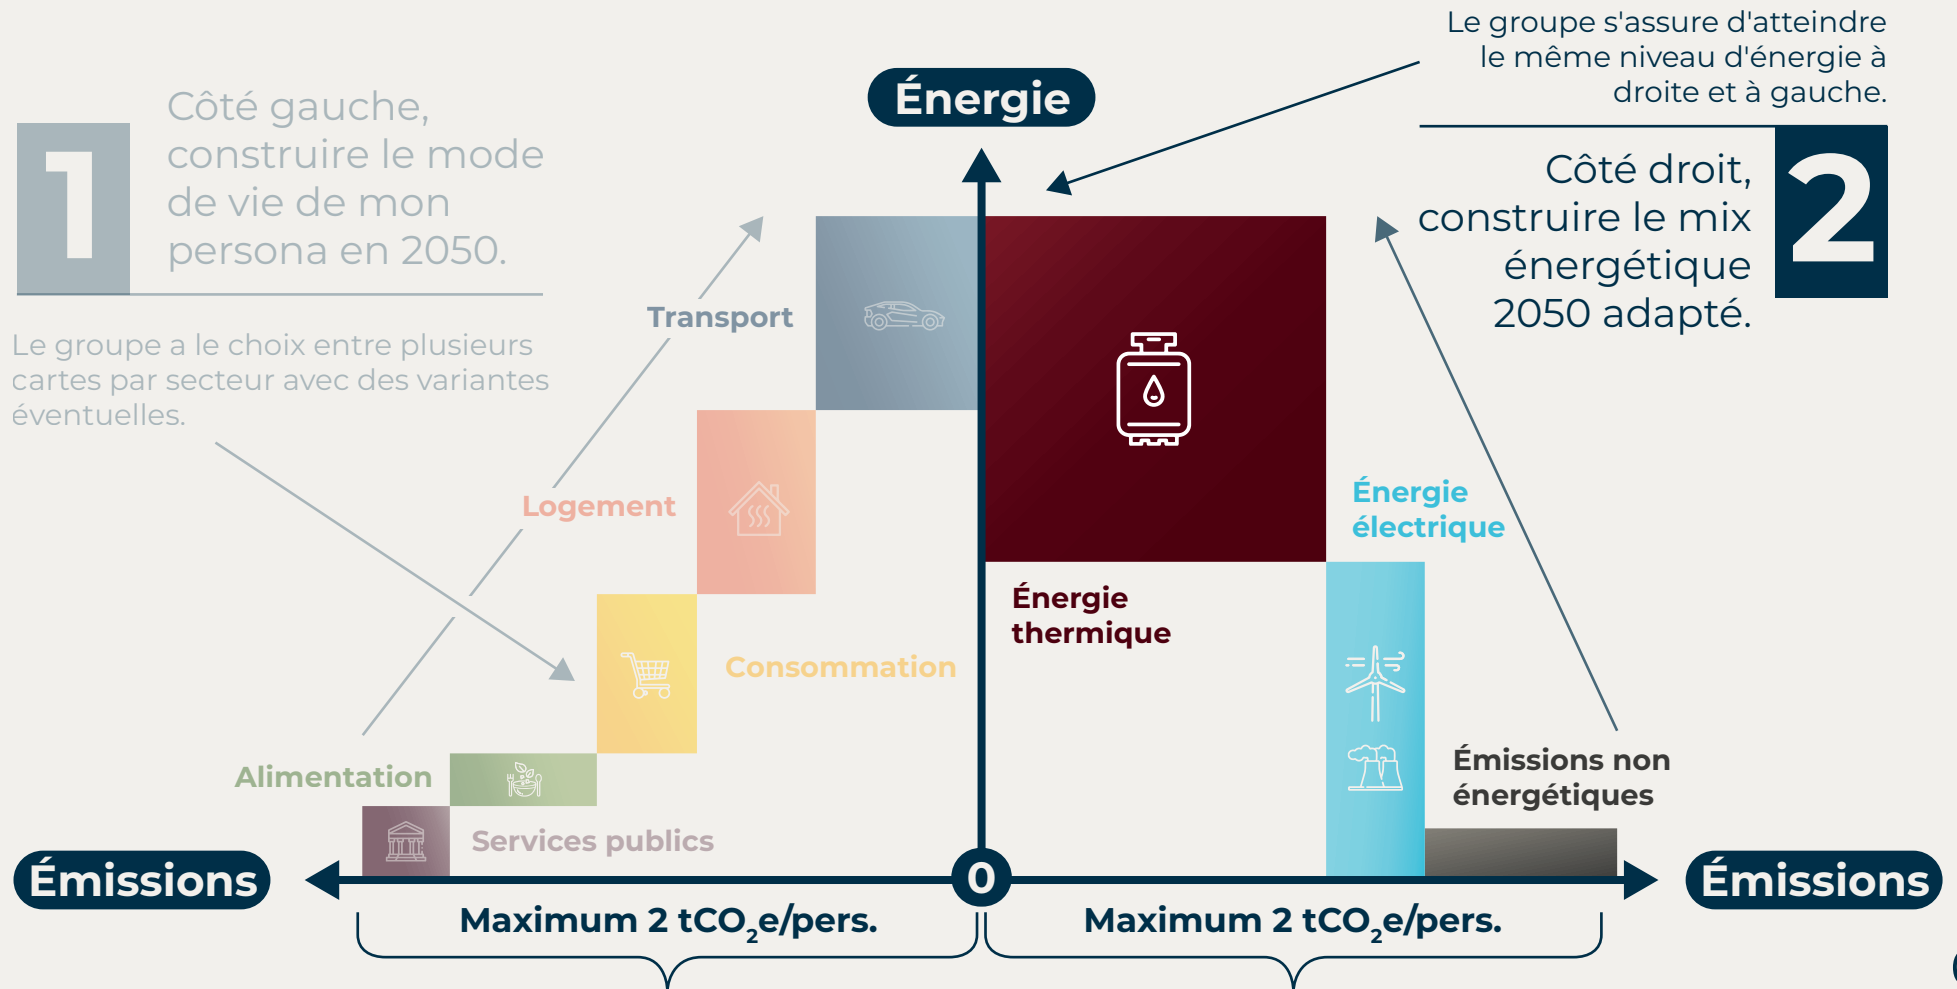 1
Côté gauche,
construire le mode
de vie de mon
persona en 2050.
Le groupe a le choix entre plusieurs
cartes par secteur avec des variantes
éventuelles.
Énergie
Le groupe s'assure d'atteindre
le même niveau d'énergie à
droite et à gauche.
2
Côté droit,
construire le mix
énergétique
2050 adapté.
Transport
Logement
Consommation
Alimentation
Services publics
Énergie
thermique
Énergie
électrique
Émissions non
énergétiques
Émissions
0
Émissions
Maximum 2 tCO₂e/pers.
Maximum 2 tCO₂e/pers.